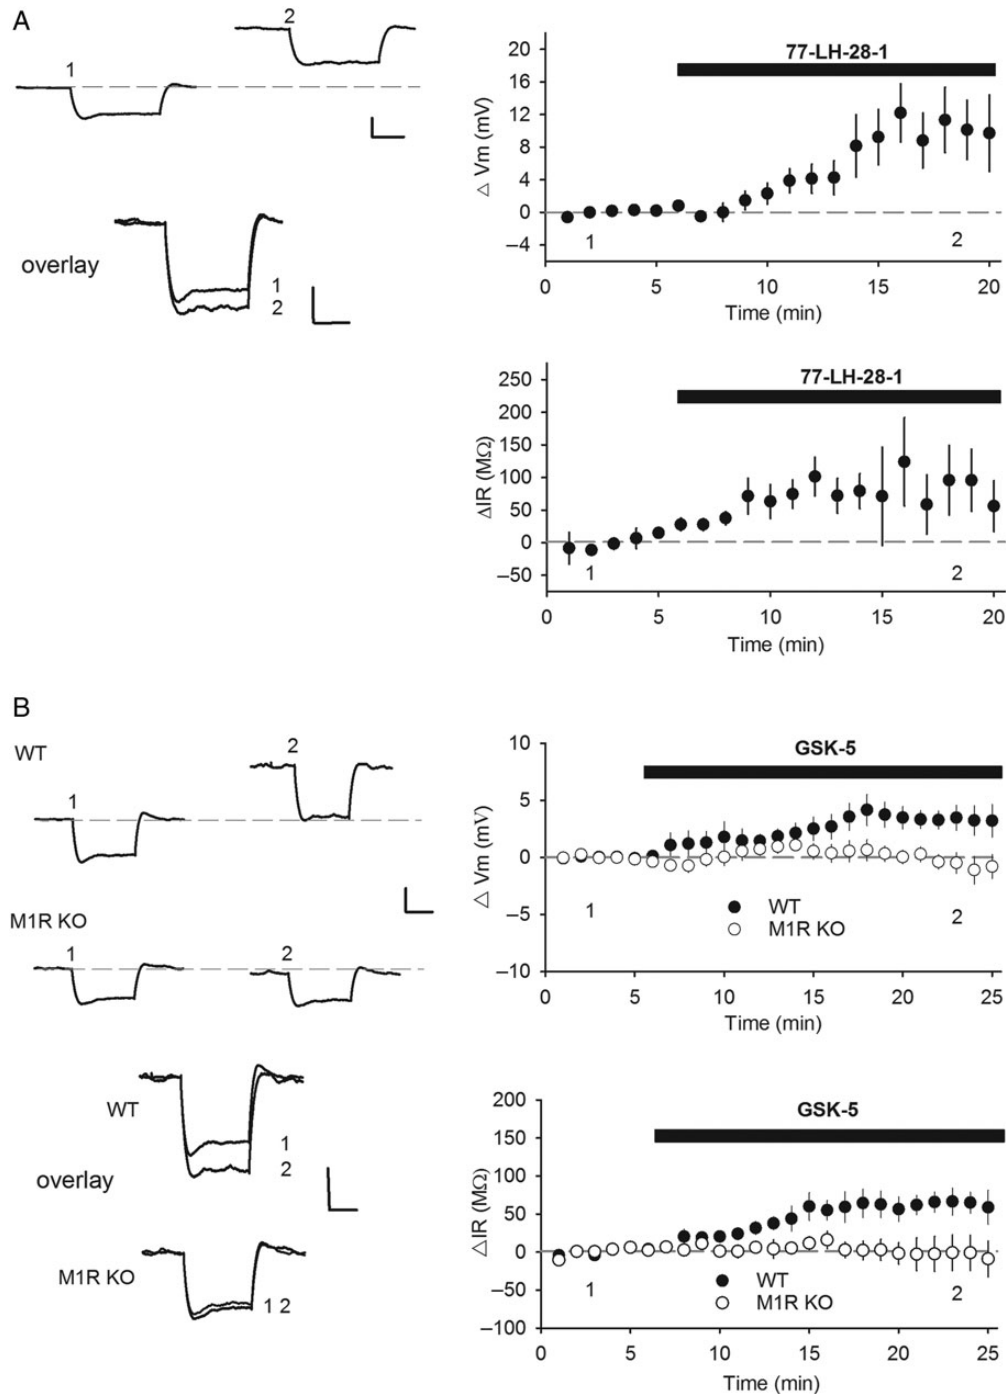 A
1
2
overlay
1
2
77-LH-28-1
20
16
12
8
4
0
–4
△ Vm (mV)
1
2
0 5 10 15 20
Time (min)
77-LH-28-1
250
200
150
100
50
0
–50
ΔIR (MΩ)
1
2
0 5 10 15 20
Time (min)
B
WT
1
2
M1R KO
1
2
WT
1
2
overlay
M1R KO
1 2
GSK-5
10
5
0
–5
–10
△ Vm (mV)
1
2
WT
M1R KO
0 5 10 15 20 25
Time (min)
GSK-5
200
150
100
50
0
–50
–100
△IR (MΩ)
1
2
WT
M1R KO
0 5 10 15 20 25
Time (min)